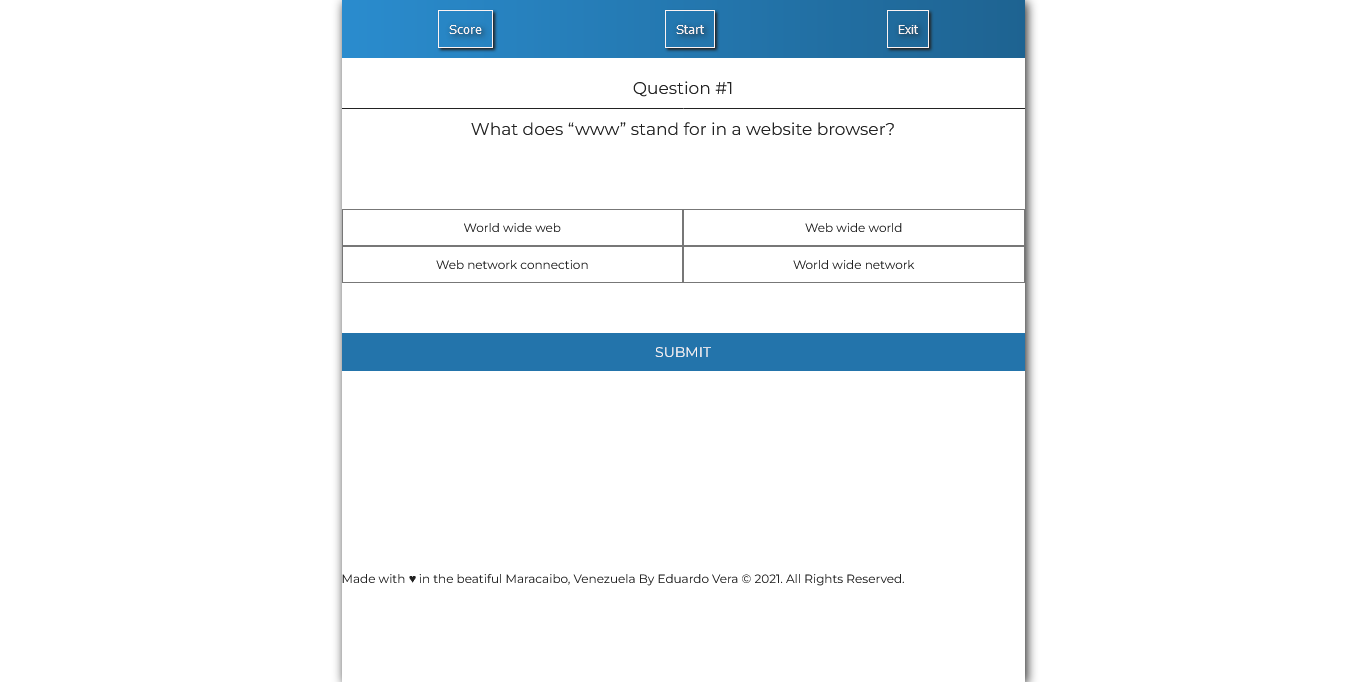 Score
Start
Exit
Question #1
What does “www” stand for in a website browser?
World wide web
Web wide world
Web network connection
World wide network
SUBMIT
Made with ♥ in the beatiful Maracaibo, Venezuela By Eduardo Vera © 2021. All Rights Reserved.